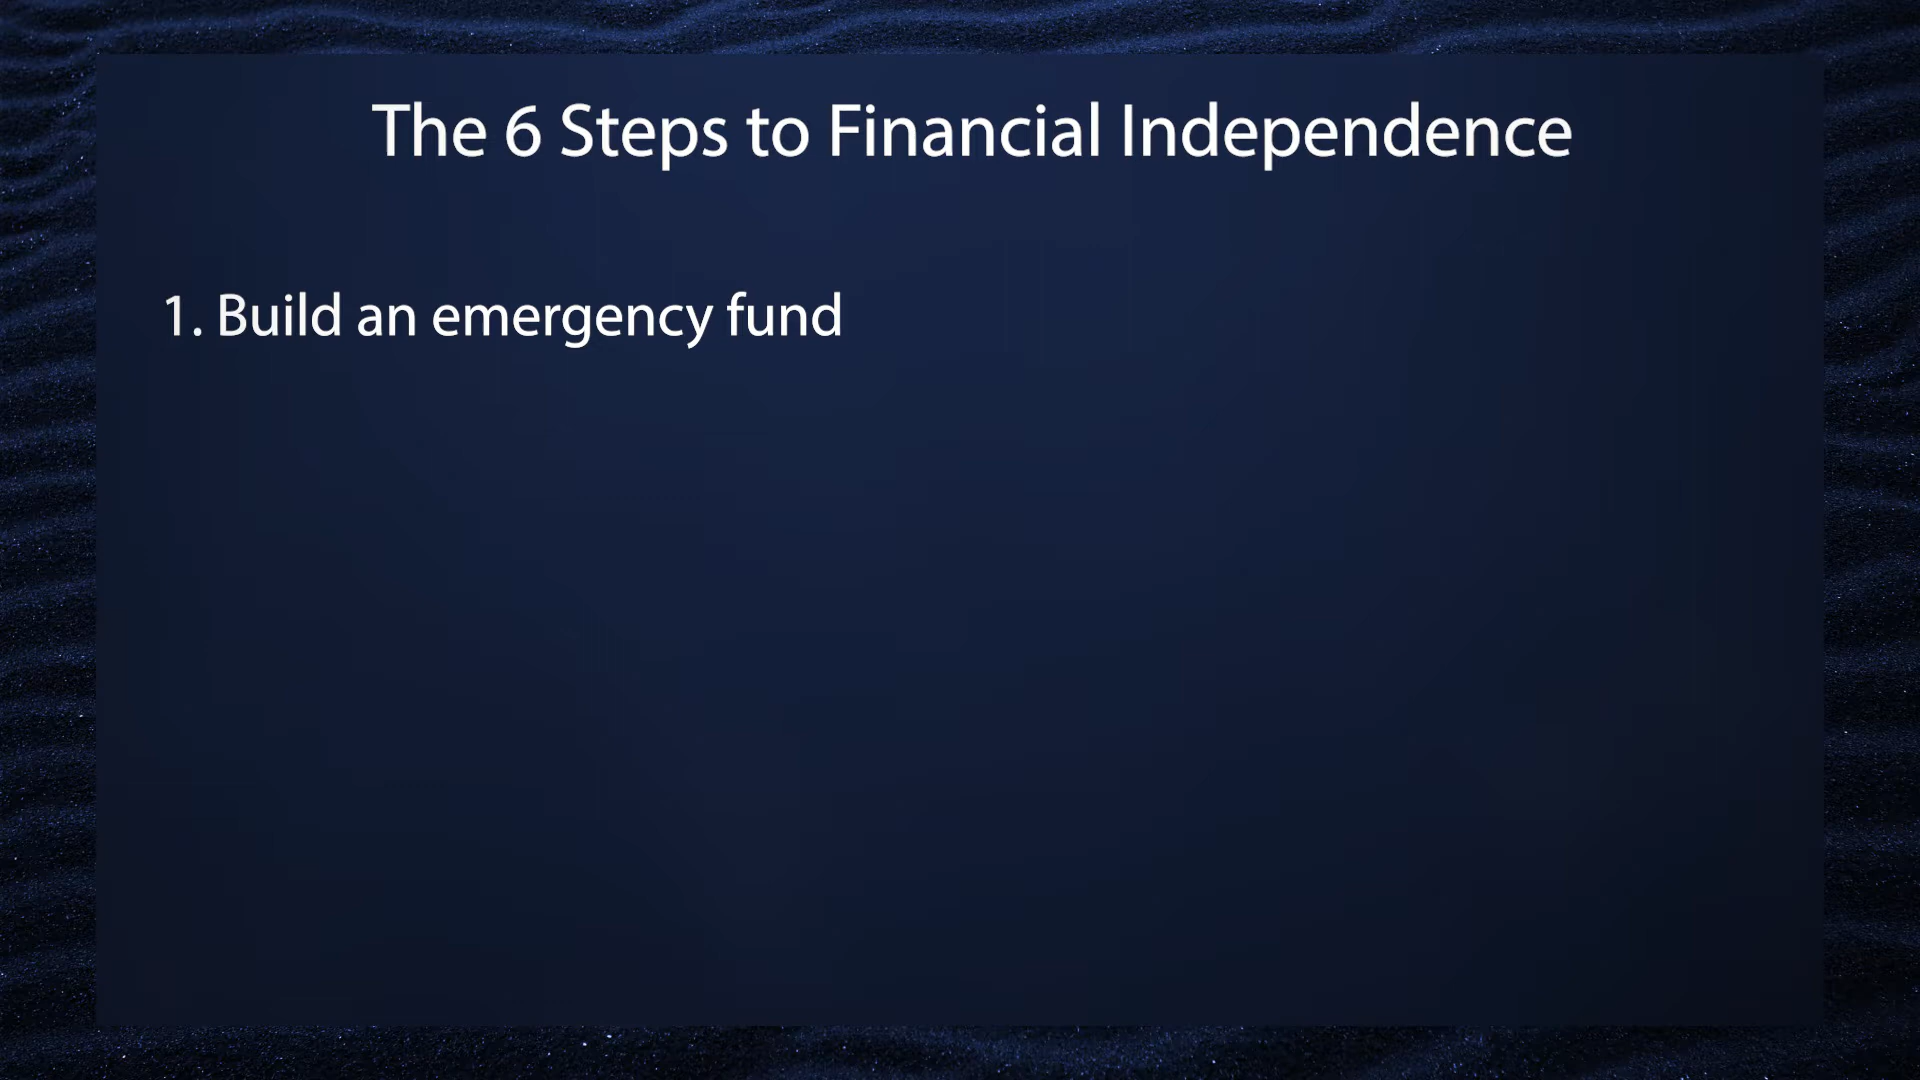 The 6 Steps to Financial Independence
1. Build an emergency fund